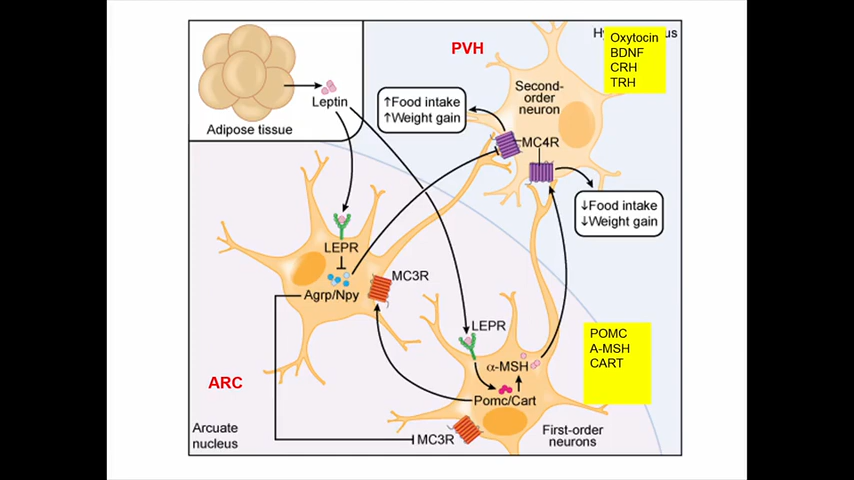 PVH
Hy us
Oxytocin
BDNF
CRH
TRH
Second-
order
neuron
↑Food intake
↑Weight gain
Leptin
Adipose tissue
MC4R
↓Food intake
↓Weight gain
LEPR
MC3R
Agrp/Npy
LEPR
POMC
A-MSH
CART
α-MSH
ARC
Pomc/Cart
Arcuate
nucleus
MC3R
First-order
neurons